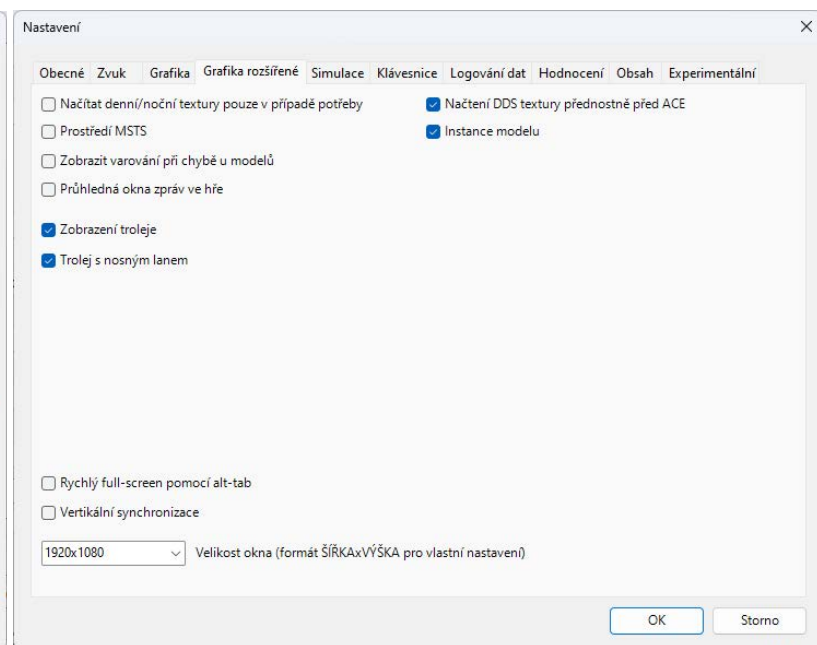 Nastavení
Obecné Zvuk Grafika Grafika rozšířené Simulace Klávesnice Logování dat Hodnocení Obsah Experimentální
Načítat denní/noční textury pouze v případě potřeby
Načtení DDS textury přednostně před ACE
Prostředí MSTS
Instance modelu
Zobrazit varování při chybě u modelů
Průhledná okna zpráv ve hře
Zobrazení troleje
Trolej s nosným lanem
Rychlý full-screen pomocí alt-tab
Vertikální synchronizace
1920x1080 Velikost okna (formát ŠÍŘKAxVÝŠKA pro vlastní nastavení)
OK Storno